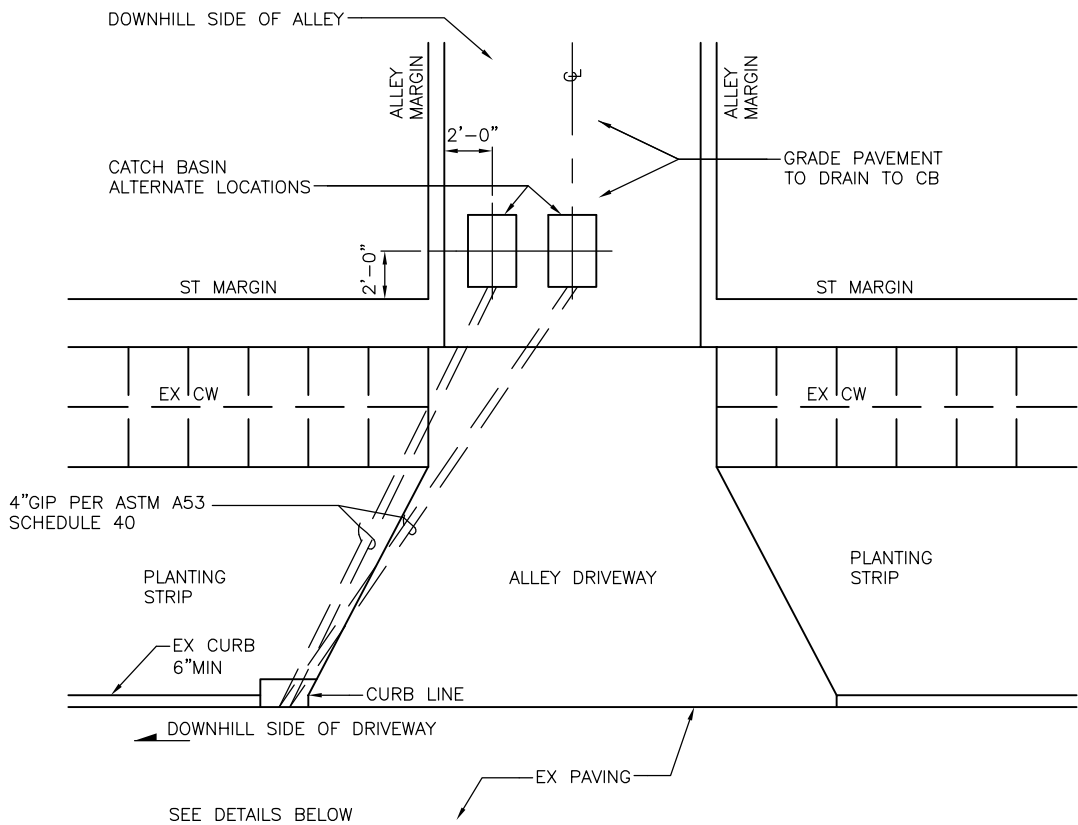 DOWNHILL SIDE OF ALLEY
ALLEY
MARGIN
℄
ALLEY
MARGIN
2'-0"
CATCH BASIN
ALTERNATE LOCATIONS
GRADE PAVEMENT
TO DRAIN TO CB
2'-0"
ST MARGIN
ST MARGIN
EX CW
EX CW
4"GIP PER ASTM A53
SCHEDULE 40
PLANTING
STRIP
ALLEY DRIVEWAY
PLANTING
STRIP
EX CURB
6"MIN
CURB LINE
DOWNHILL SIDE OF DRIVEWAY
EX PAVING
SEE DETAILS BELOW